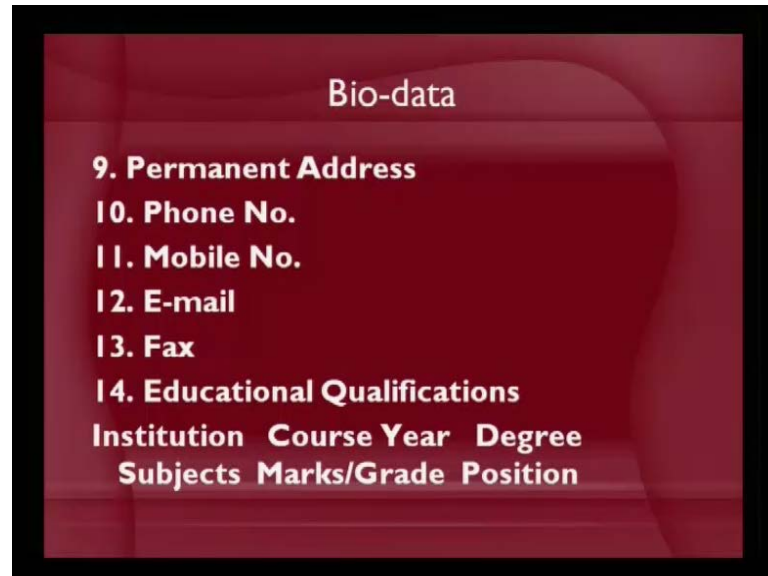 Bio-data
9. Permanent Address
10. Phone No.
11. Mobile No.
12. E-mail
13. Fax
14. Educational Qualifications
Institution Course Year Degree
Subjects Marks/Grade Position